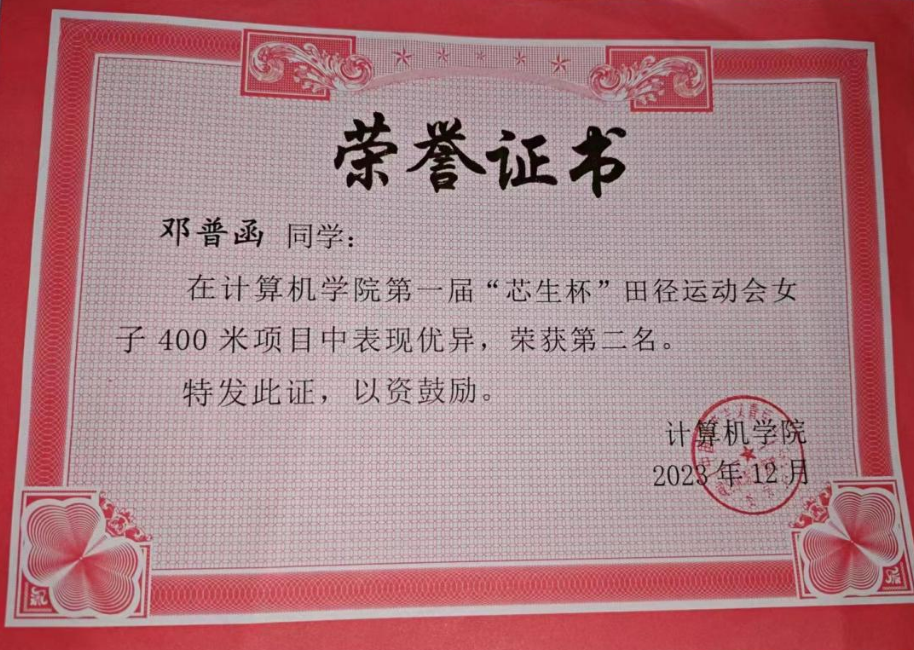 荣誉证书
邓普函 同学：
在计算机学院第一届“芯生杯”田径运动会女
子 400 米项目中表现优异，荣获第二名。
特发此证，以资鼓励。
计算机学院
2023 年 12 月